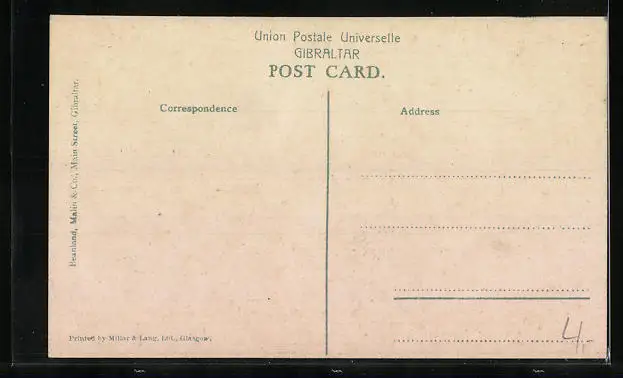 Union Postale Universelle
GIBRALTAR
POST CARD.
Correspondence
Address
Beanland, Malin & Co., Main Street, Gibraltar.
Printed by Millar & Lang, Ltd., Glasgow.
4,-